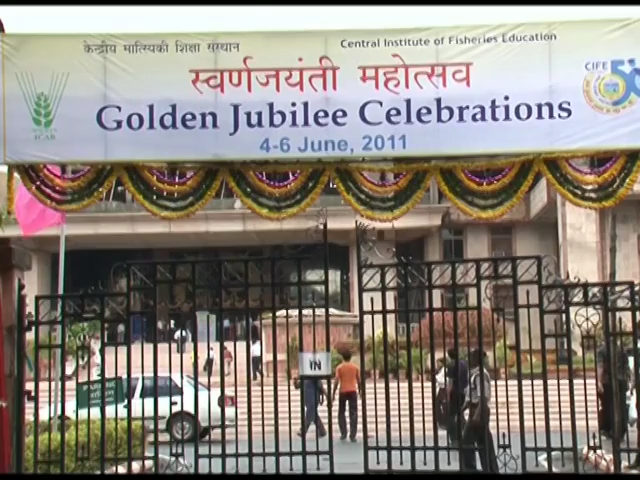 केन्द्रीय मात्स्यिकी शिक्षा संस्थान
Central Institute of Fisheries Education
स्वर्णजयंती महोत्सव
Golden Jubilee Celebrations
4-6 June, 2011
ICAR
CIFE
50
IN